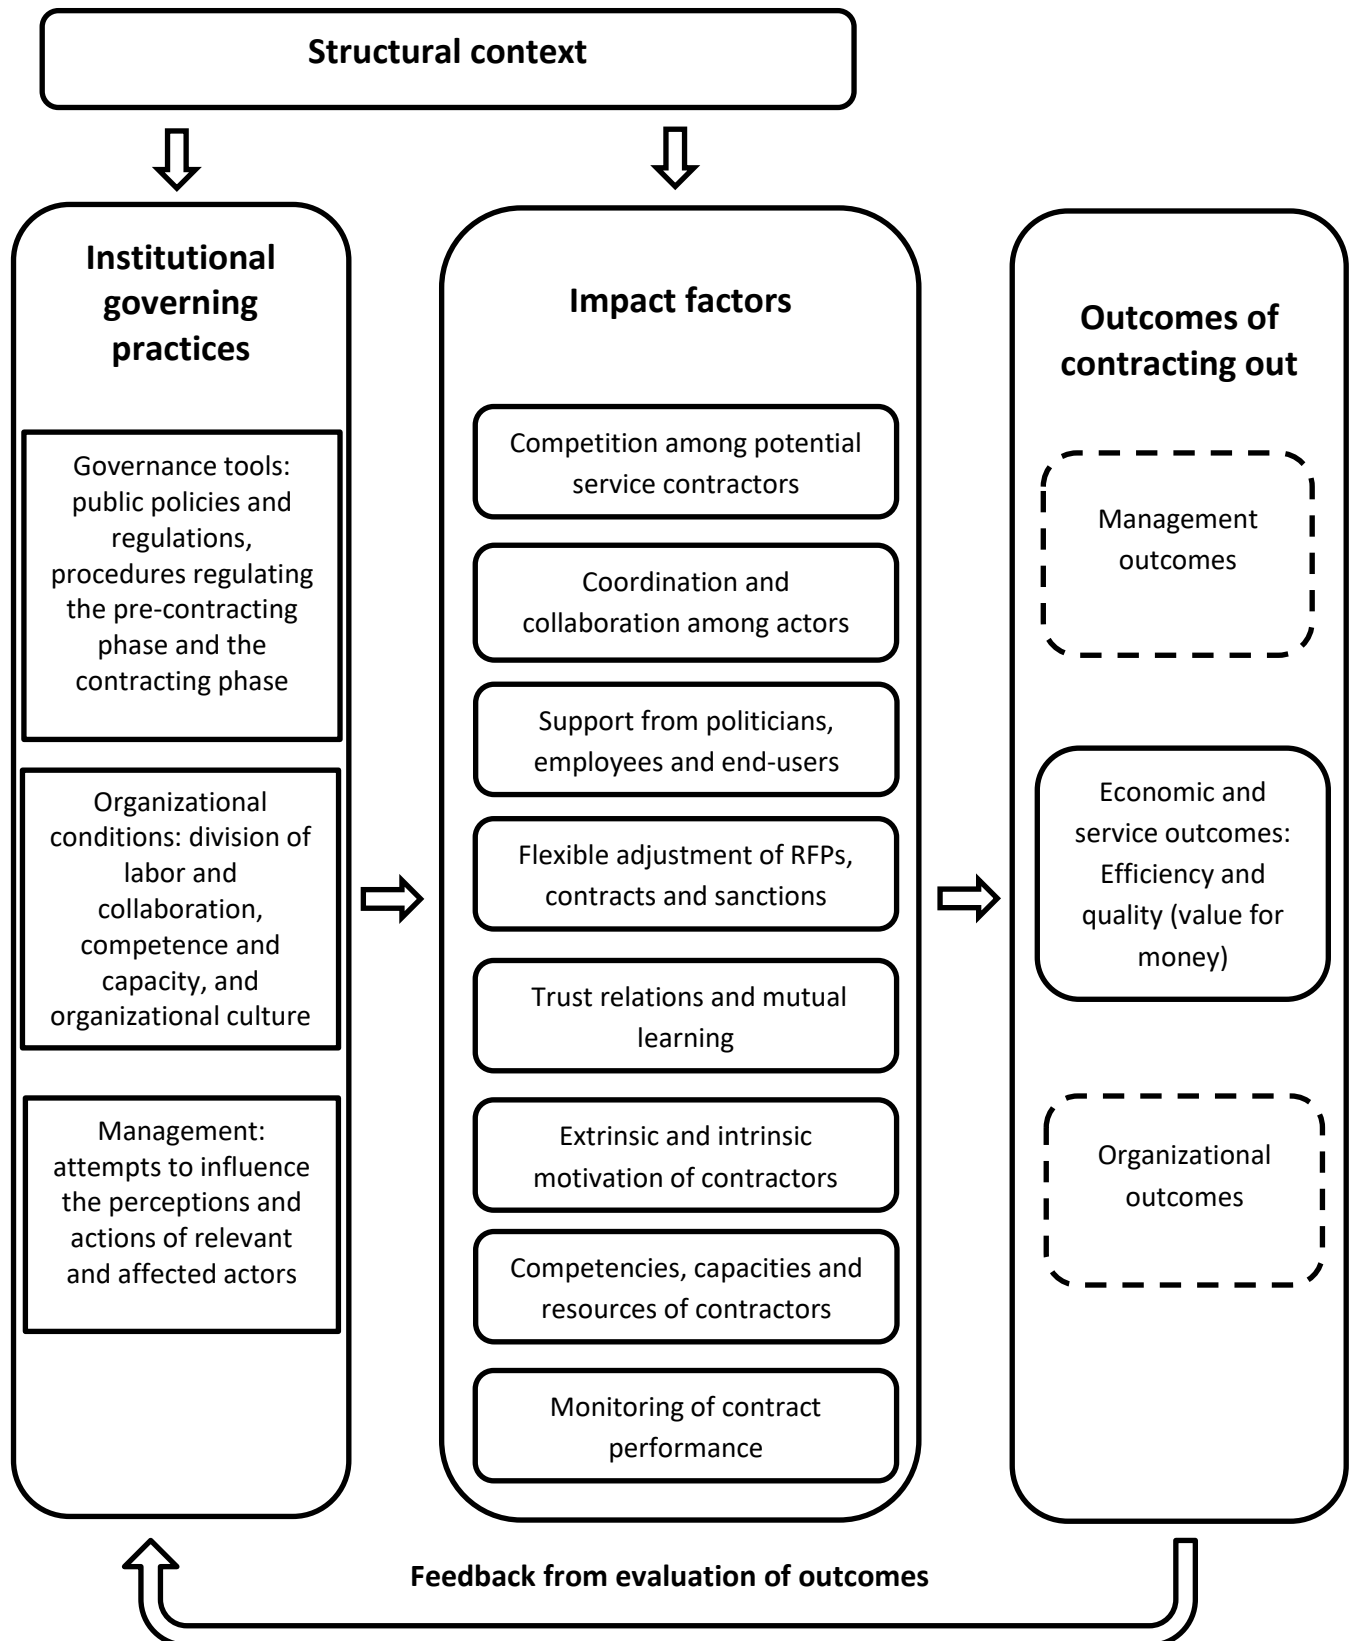 Structural context
Institutional
governing
practices
Governance tools:
public policies and
regulations,
procedures regulating
the pre-contracting
phase and the
contracting phase
Organizational
conditions: division of
labor and
collaboration,
competence and
capacity, and
organizational culture
Management:
attempts to influence
the perceptions and
actions of relevant
and affected actors
Impact factors
Competition among potential
service contractors
Coordination and
collaboration among actors
Support from politicians,
employees and end-users
Flexible adjustment of RFPs,
contracts and sanctions
Trust relations and mutual
learning
Extrinsic and intrinsic
motivation of contractors
Competencies, capacities and
resources of contractors
Monitoring of contract
performance
Outcomes of
contracting out
Management
outcomes
Economic and
service outcomes:
Efficiency and
quality (value for
money)
Organizational
outcomes
Feedback from evaluation of outcomes